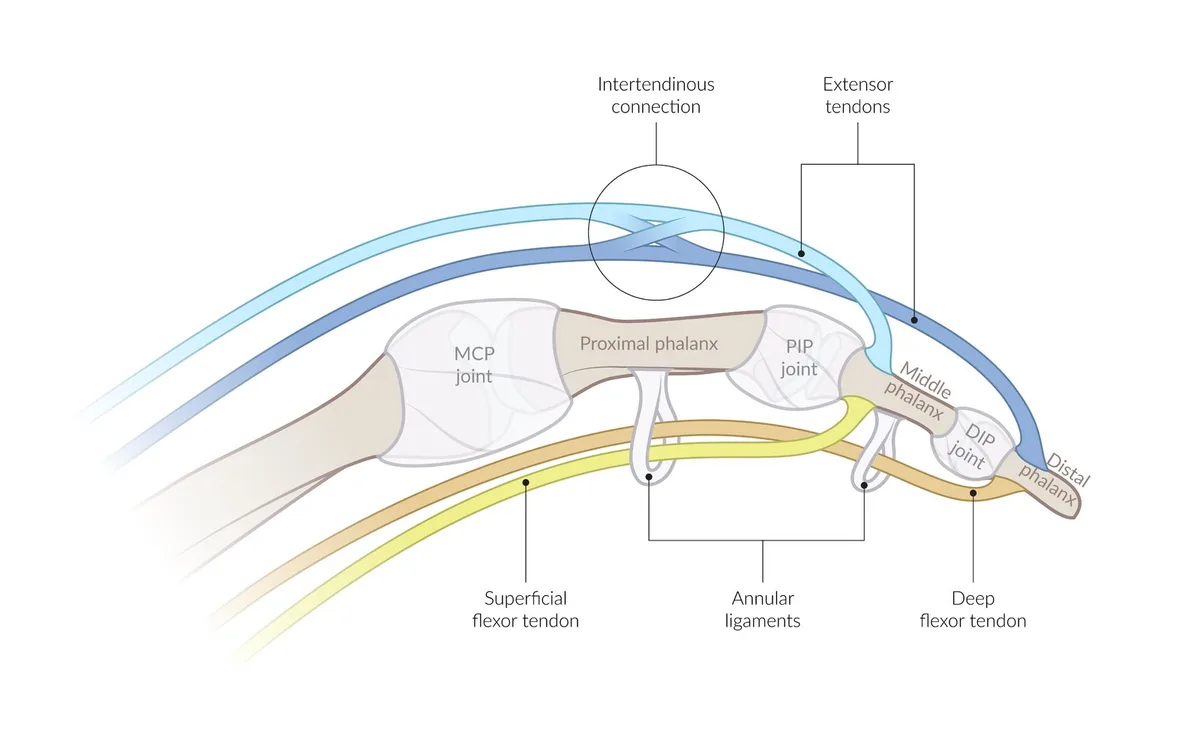 Intertendinous
connection
Extensor
tendons
MCP
joint
Proximal phalanx
PIP
joint
Middle
phalanx
DIP
joint
Distal
phalanx
Superficial
flexor tendon
Annular
ligaments
Deep
flexor tendon